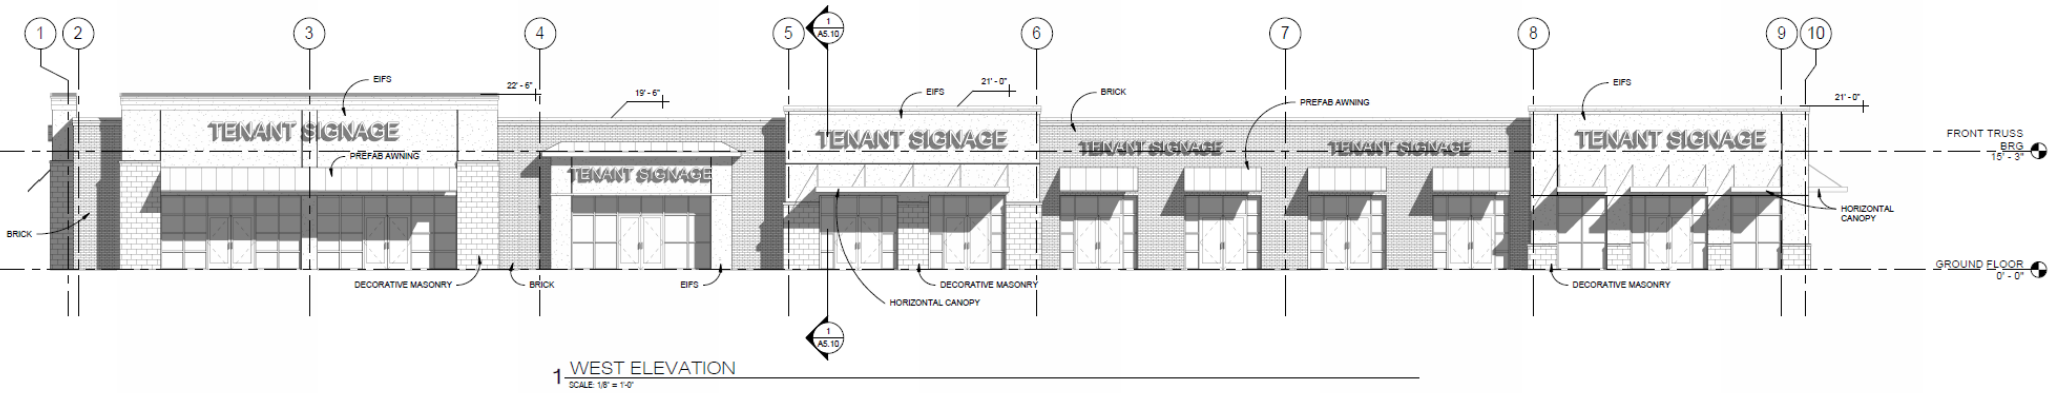 1
2
3
4
5
1
A5.10
6
7
8
9
10
EIFS
22' - 6"
19' - 6"
EIFS
21' - 0"
BRICK
PREFAB AWNING
EIFS
21' - 0"
TENANT SIGNAGE
PREFAB AWNING
TENANT SIGNAGE
TENANT SIGNAGE
TENANT SIGNAGE
TENANT SIGNAGE
TENANT SIGNAGE
FRONT TRUSS
BRG
15' - 3"
BRICK
HORIZONTAL
CANOPY
GROUND FLOOR
0' - 0"
DECORATIVE MASONRY
BRICK
EIFS
DECORATIVE MASONRY
HORIZONTAL CANOPY
DECORATIVE MASONRY
1
A5.10
1 WEST ELEVATION
SCALE: 1/8" = 1'-0"